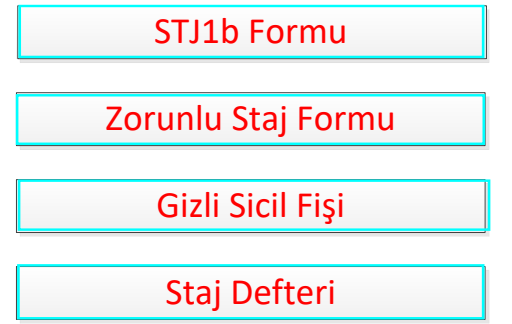 STJ1b Formu
Zorunlu Staj Formu
Gizli Sicil Fişi
Staj Defteri